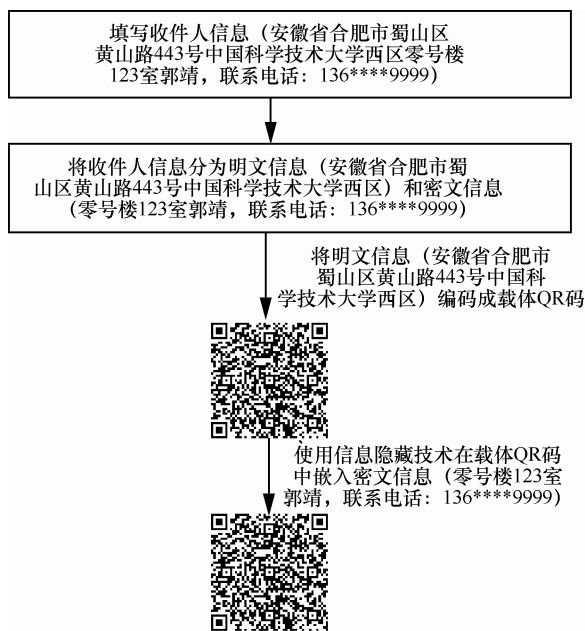 填写收件人信息（安徽省合肥市蜀山区
黄山路443号中国科学技术大学西区零号楼
123室郭靖，联系电话：136****9999）
将收件人信息分为明文信息（安徽省合肥市蜀
山区黄山路443号中国科学技术大学西区）和密文信息
（零号楼123室郭靖，联系电话：136****9999）
将明文信息（安徽省合肥市
蜀山区黄山路443号中国科
学技术大学西区）编码成载体QR码
使用信息隐藏技术在载体QR码
中嵌入密文信息（零号楼123室
郭靖，联系电话：136****9999）